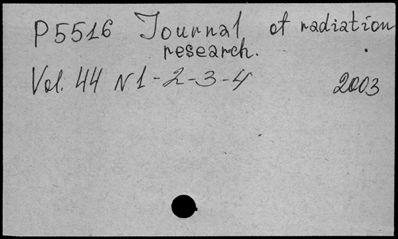 P5516 Journal of radiation
research.
Vol. 44 N1-2-3-4 2003